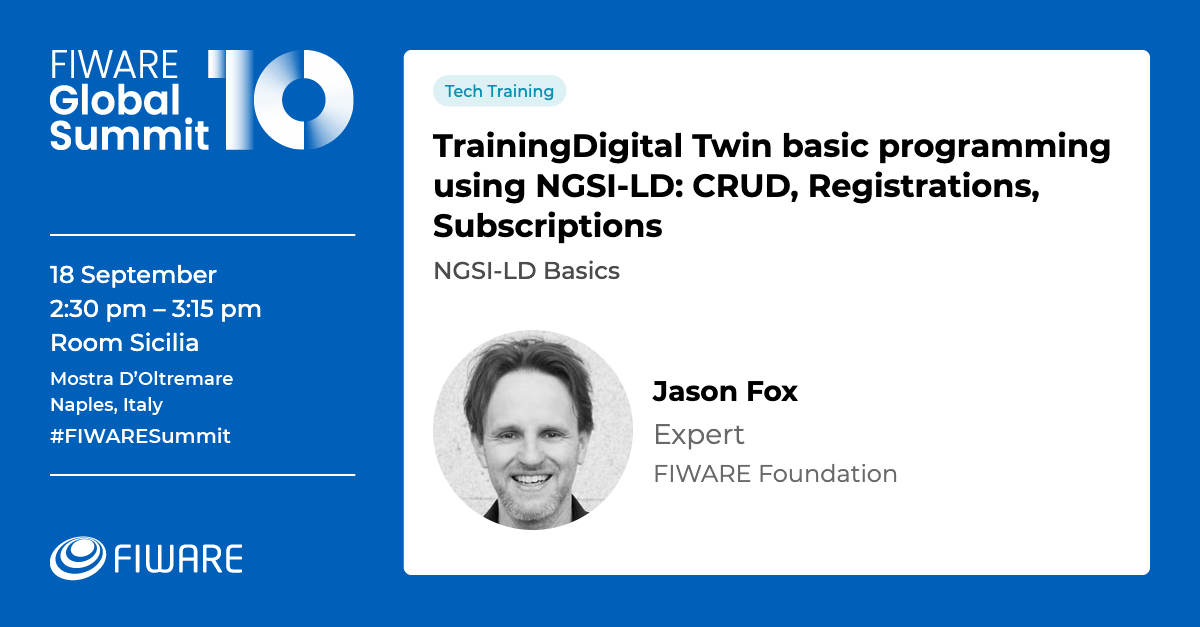 FIWARE
Global
Summit
10
18 September
2:30 pm – 3:15 pm
Room Sicilia
Mostra D’Oltremare
Naples, Italy
#FIWARESummit
FIWARE
Tech Training
TrainingDigital Twin basic programming
using NGSI-LD: CRUD, Registrations,
Subscriptions
NGSI-LD Basics
Jason Fox
Expert
FIWARE Foundation